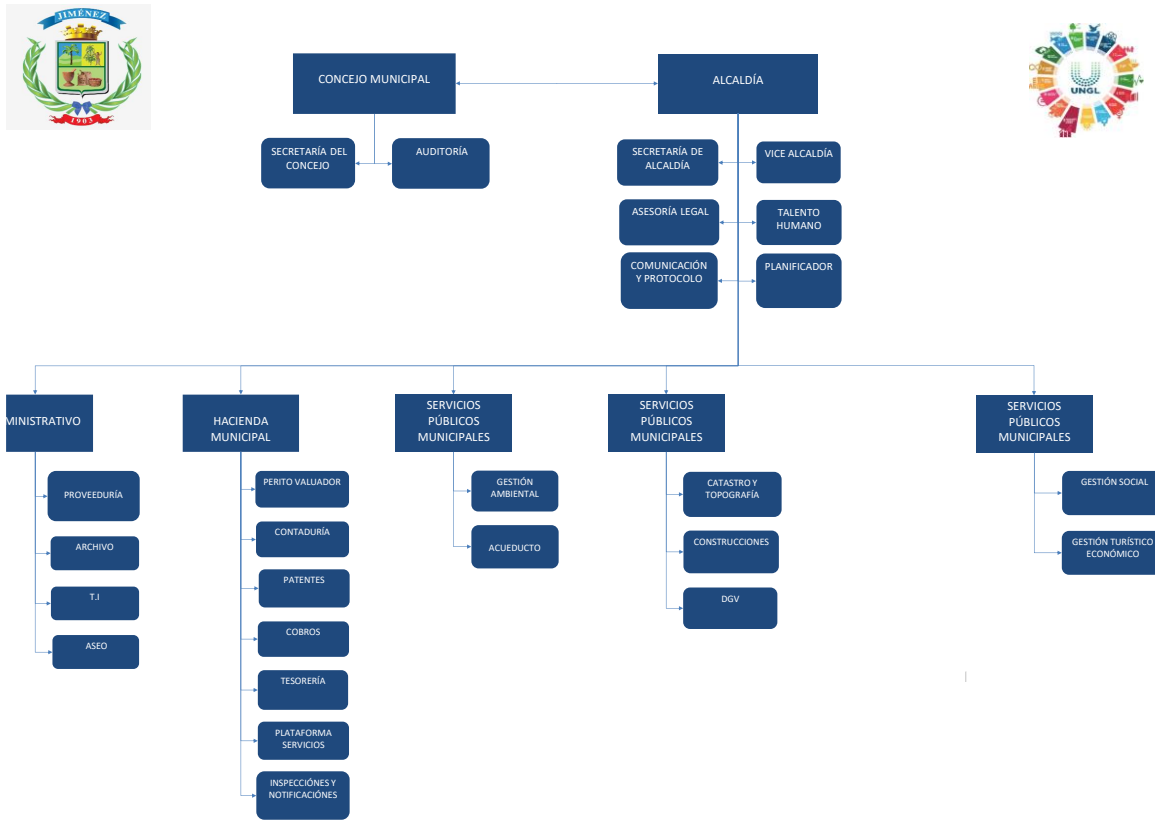 JIMÉNEZ
1903
UNGL
CONCEJO MUNICIPAL
ALCALDÍA
SECRETARÍA DEL
CONCEJO
AUDITORÍA
SECRETARÍA DE
ALCALDÍA
VICE ALCALDÍA
ASESORÍA LEGAL
TALENTO
HUMANO
COMUNICACIÓN
Y PROTOCOLO
PLANIFICADOR
MINISTRATIVO
PROVEEDURÍA
ARCHIVO
T.I
ASEO
HACIENDA
MUNICIPAL
PERITO VALUADOR
CONTADURÍA
PATENTES
COBROS
TESORERÍA
PLATAFORMA
SERVICIOS
INSPECCIÓNES Y
NOTIFICACIÓNES
SERVICIOS
PÚBLICOS
MUNICIPALES
GESTIÓN
AMBIENTAL
ACUEDUCTO
SERVICIOS
PÚBLICOS
MUNICIPALES
CATASTRO Y
TOPOGRAFÍA
CONSTRUCCIONES
DGV
SERVICIOS
PÚBLICOS
MUNICIPALES
GESTIÓN SOCIAL
GESTIÓN TURÍSTICO
ECONÓMICO